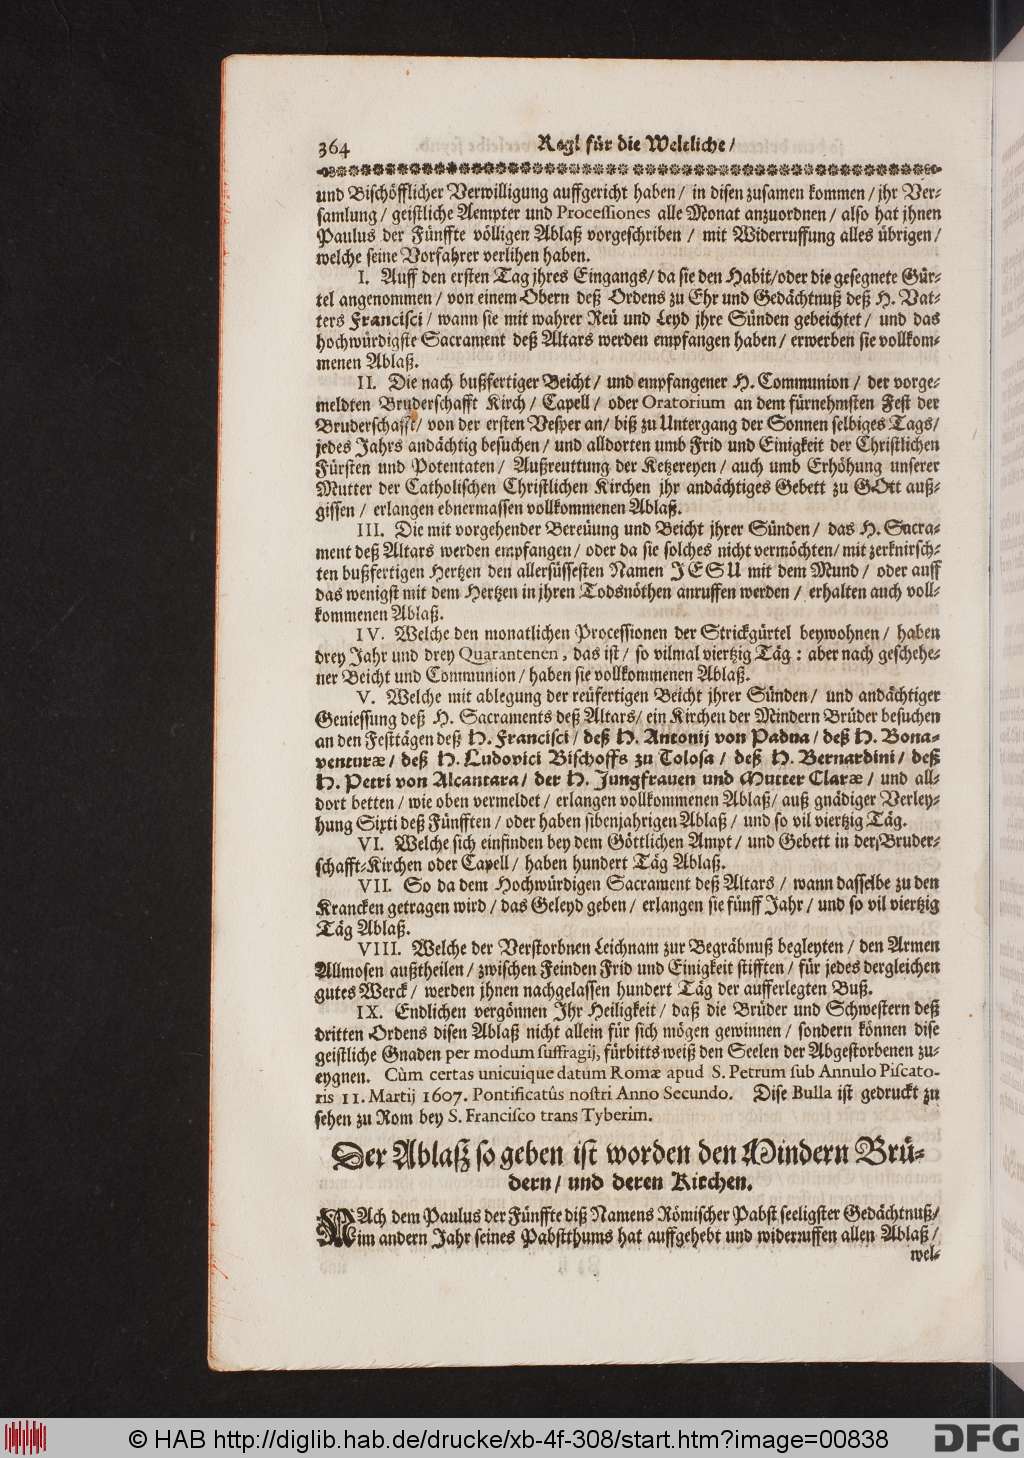 364 Regl für die Weltliche /
und Bischöfflicher Verwilligung auffgericht haben / in disen zusamen kommen / jhr Ver-
samlung / geistliche Aempter und Processiones alle Monat anzuordnen / also hat jhnen
Paulus der Fünffte völligen Ablaß vorgeschriben / mit Widerruffung alles übrigen /
welche seine Vorfahrer verlihen haben.
I. Auff den ersten Tag jhres Eingangs / da sie den Habit / oder die gesegnete Gür-
tel angenommen / von einem Obern deß Ordens zu Ehr und Gedächtnuß deß H. Vat-
ters Francisci / wann sie mit wahrer Reü und Leyd jhre Sünden gebeichtet / und das
hochwürdigste Sacrament deß Altars werden empfangen haben / erwerben sie vollkom-
menen Ablaß.
II. Die nach bußfertiger Beicht / und empfangener H. Communion / der vorge-
meldten Bruderschafft Kirch / Capell / oder Oratorium an dem fürnehmsten Fest der
Bruderschafft / von der ersten Vesper an / biß zu Untergang der Sonnen selbiges Tags /
jedes Jahrs andächtig besuchen / und alldorten umb Frid und Einigkeit der Christlichen
Fürsten und Potentaten / Außreuttung der Ketzereyen / auch umb Erhöhung unserer
Mutter der Catholischen Christlichen Kirchen jhr andächtiges Gebett zu GOtt auß-
gissen / erlangen ebnermassen vollkommenen Ablaß.
III. Die mit vorgehender Bereüung und Beicht jhrer Sünden / das H. Sacra-
ment deß Altars werden empfangen / oder da sie solches nicht vermöchten / mit zerknirsch-
ten bußfertigen Hertzen den allersüssesten Namen JESU mit dem Mund / oder auff
das wenigst mit dem Hertzen in jhren Todsnöthen anruffen werden / erhalten auch voll-
kommenen Ablaß.
IV. Welche den monatlichen Processionen der Strickgürtel beywohnen / haben
drey Jahr und drey Quarantenen, das ist / so vilmal viertzig Täg : aber nach geschehe-
ner Beicht und Communion / haben sie vollkommenen Ablaß.
V. Welche mit ablegung der reüfertigen Beicht jhrer Sünden / und andächtiger
Geniessung deß H. Sacraments deß Altars / ein Kirchen der Mindern Brüder besuchen
an den Festtägen deß H. Francisci / deß H. Antonij von Padua / deß H. Bona-
venturæ / deß H. Ludovici Bischoffs zu Tolosa / deß H. Bernardini / deß
H. Petri von Alcantara / der H. Jungfrauen und Mutter Claræ / und all-
dort betten / wie oben vermeldet / erlangen vollkommenen Ablaß / auß gnädiger Verley-
hung Sixti deß Fünfften / oder haben sibenjahrigen Ablaß / und so vil viertzig Täg.
VI. Welche sich einfinden bey dem Göttlichen Ampt / und Gebett in der Bruder-
schafft-Kirchen oder Capell / haben hundert Täg Ablaß.
VII. So da dem Hochwürdigen Sacrament deß Altars / wann dasselbe zu den
Krancken getragen wird / das Geleyd geben / erlangen sie fünff Jahr / und so vil viertzig
Täg Ablaß.
VIII. Welche der Verstorbnen Leichnam zur Begräbnuß begleyten / den Armen
Allmosen außtheilen / zwischen Feinden Frid und Einigkeit stifften / für jedes dergleichen
gutes Werck / werden jhnen nachgelassen hundert Täg der aufferlegten Buß.
IX. Endlichen vergönnen Ihr Heiligkeit / daß die Brüder und Schwestern deß
dritten Ordens disen Ablaß nicht allein für sich mögen gewinnen / sondern können dise
geistliche Gnaden per modum suffragij, fürbittsweiß den Seelen der Abgestorbenen zu-
eygnen. Cùm certas unicuique datum Romæ apud S. Petrum sub Annulo Piscato-
ris 11. Martij 1607. Pontificatûs nostri Anno Secundo. Dise Bulla ist gedruckt zu
sehen zu Rom bey S. Francisco trans Tyberim.
Der Ablaß so geben ist worden den Mindern Brü-
dern / und deren Kirchen.
NAch dem Paulus der Fünffte diß Namens Römischer Pabst seeligster Gedächtnuß /
im andern Jahr seines Pabstthums hat auffgehebt und widerruffen allen Ablaß /
wel-
© HAB http://diglib.hab.de/drucke/xb-4f-308/start.htm?image=00838
DFG